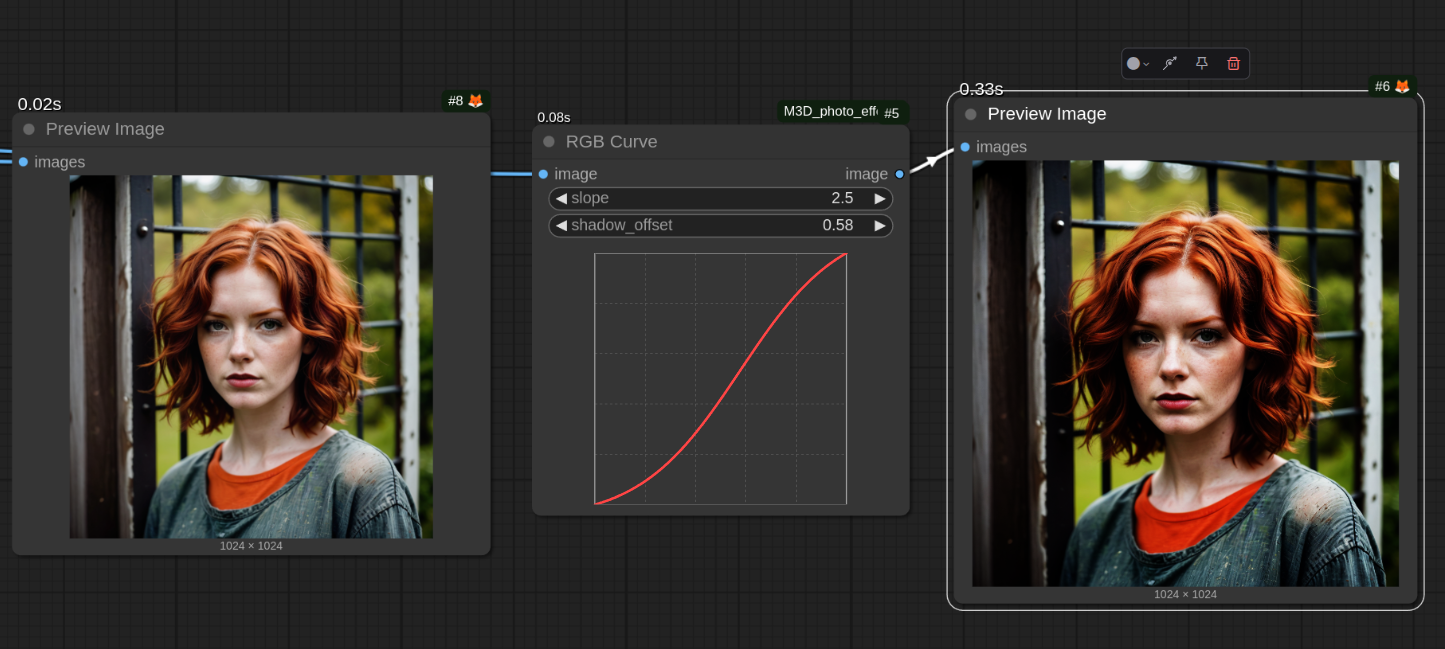 0.02s
#8
Preview Image
images
1024 × 1024
0.08s
M3D_photo_eff
#5
RGB Curve
image
image
slope
2.5
shadow_offset
0.58
0.33s
#6
Preview Image
images
1024 × 1024